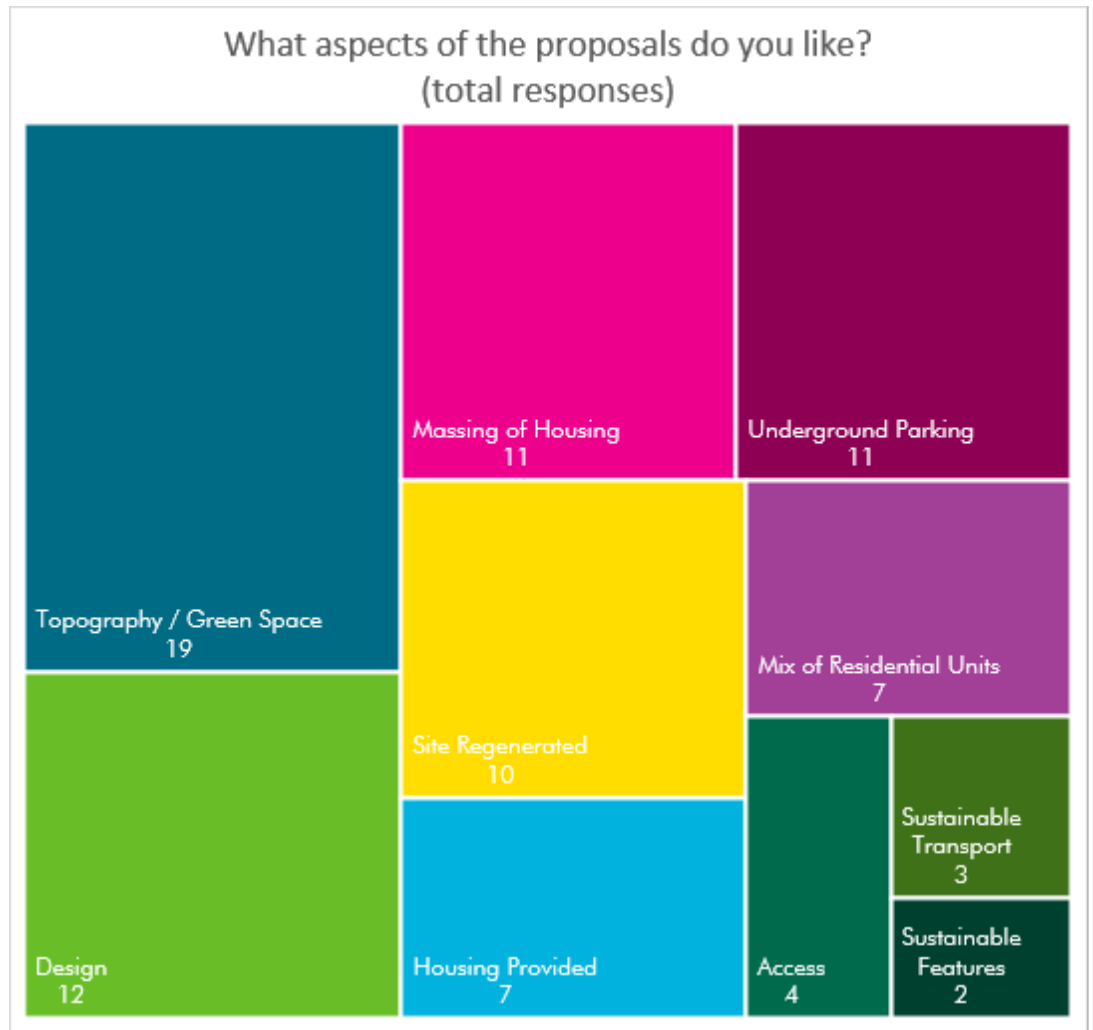 What aspects of the proposals do you like?
(total responses)
Topography / Green Space
19
Design
12
Massing of Housing
11
Underground Parking
11
Site Regenerated
10
Housing Provided
7
Mix of Residential Units
7
Access
4
Sustainable
Transport
3
Sustainable
Features
2